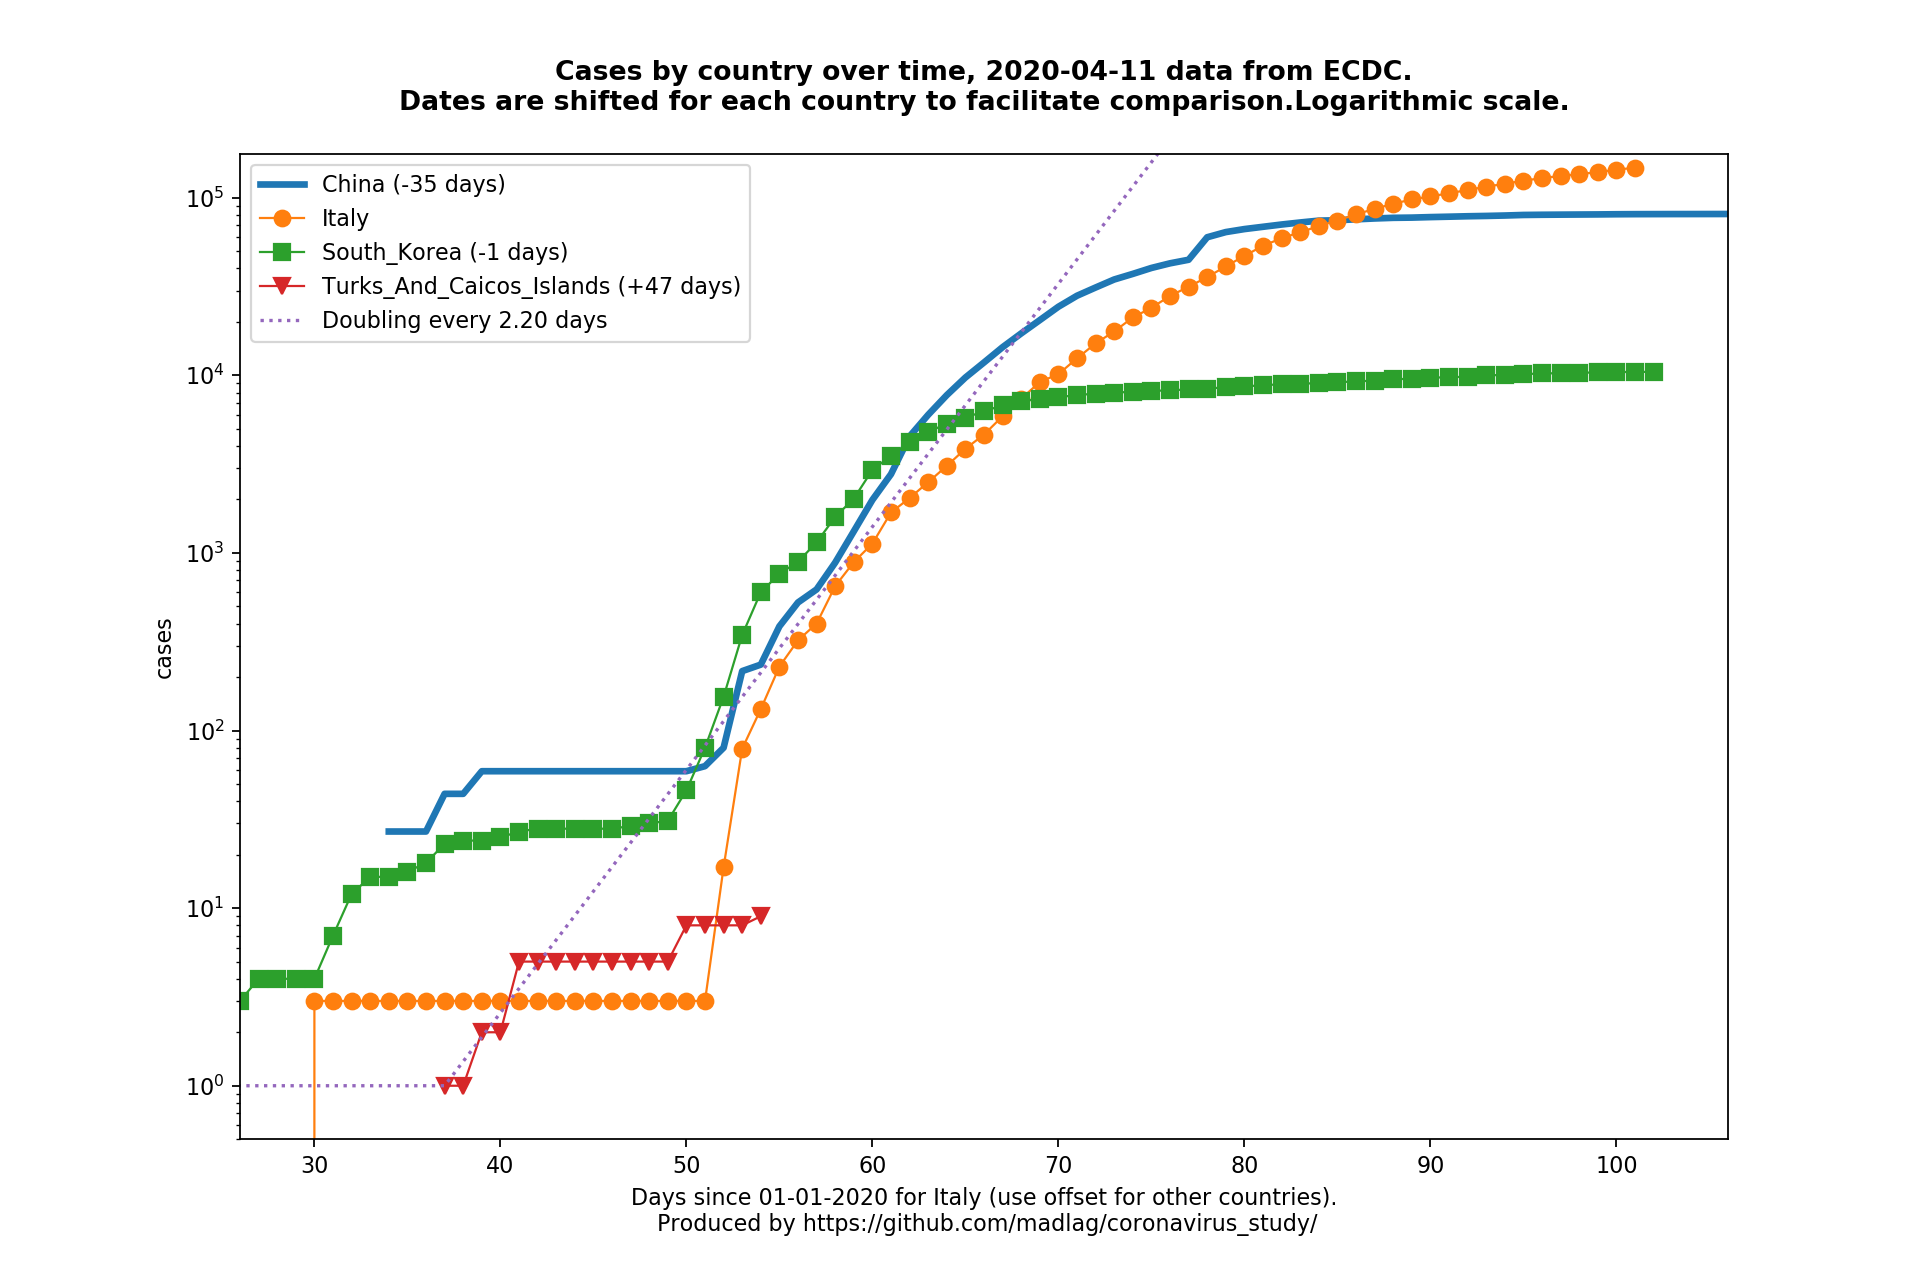 Cases by country over time, 2020-04-11 data from ECDC.
Dates are shifted for each country to facilitate comparison.Logarithmic scale.
China (-35 days)
Italy
South_Korea (-1 days)
Turks_And_Caicos_Islands (+47 days)
Doubling every 2.20 days
10^5
10^4
10^3
10^2
10^1
10^0
cases
30 40 50 60 70 80 90 100
Days since 01-01-2020 for Italy (use offset for other countries).
Produced by https://github.com/madlag/coronavirus_study/